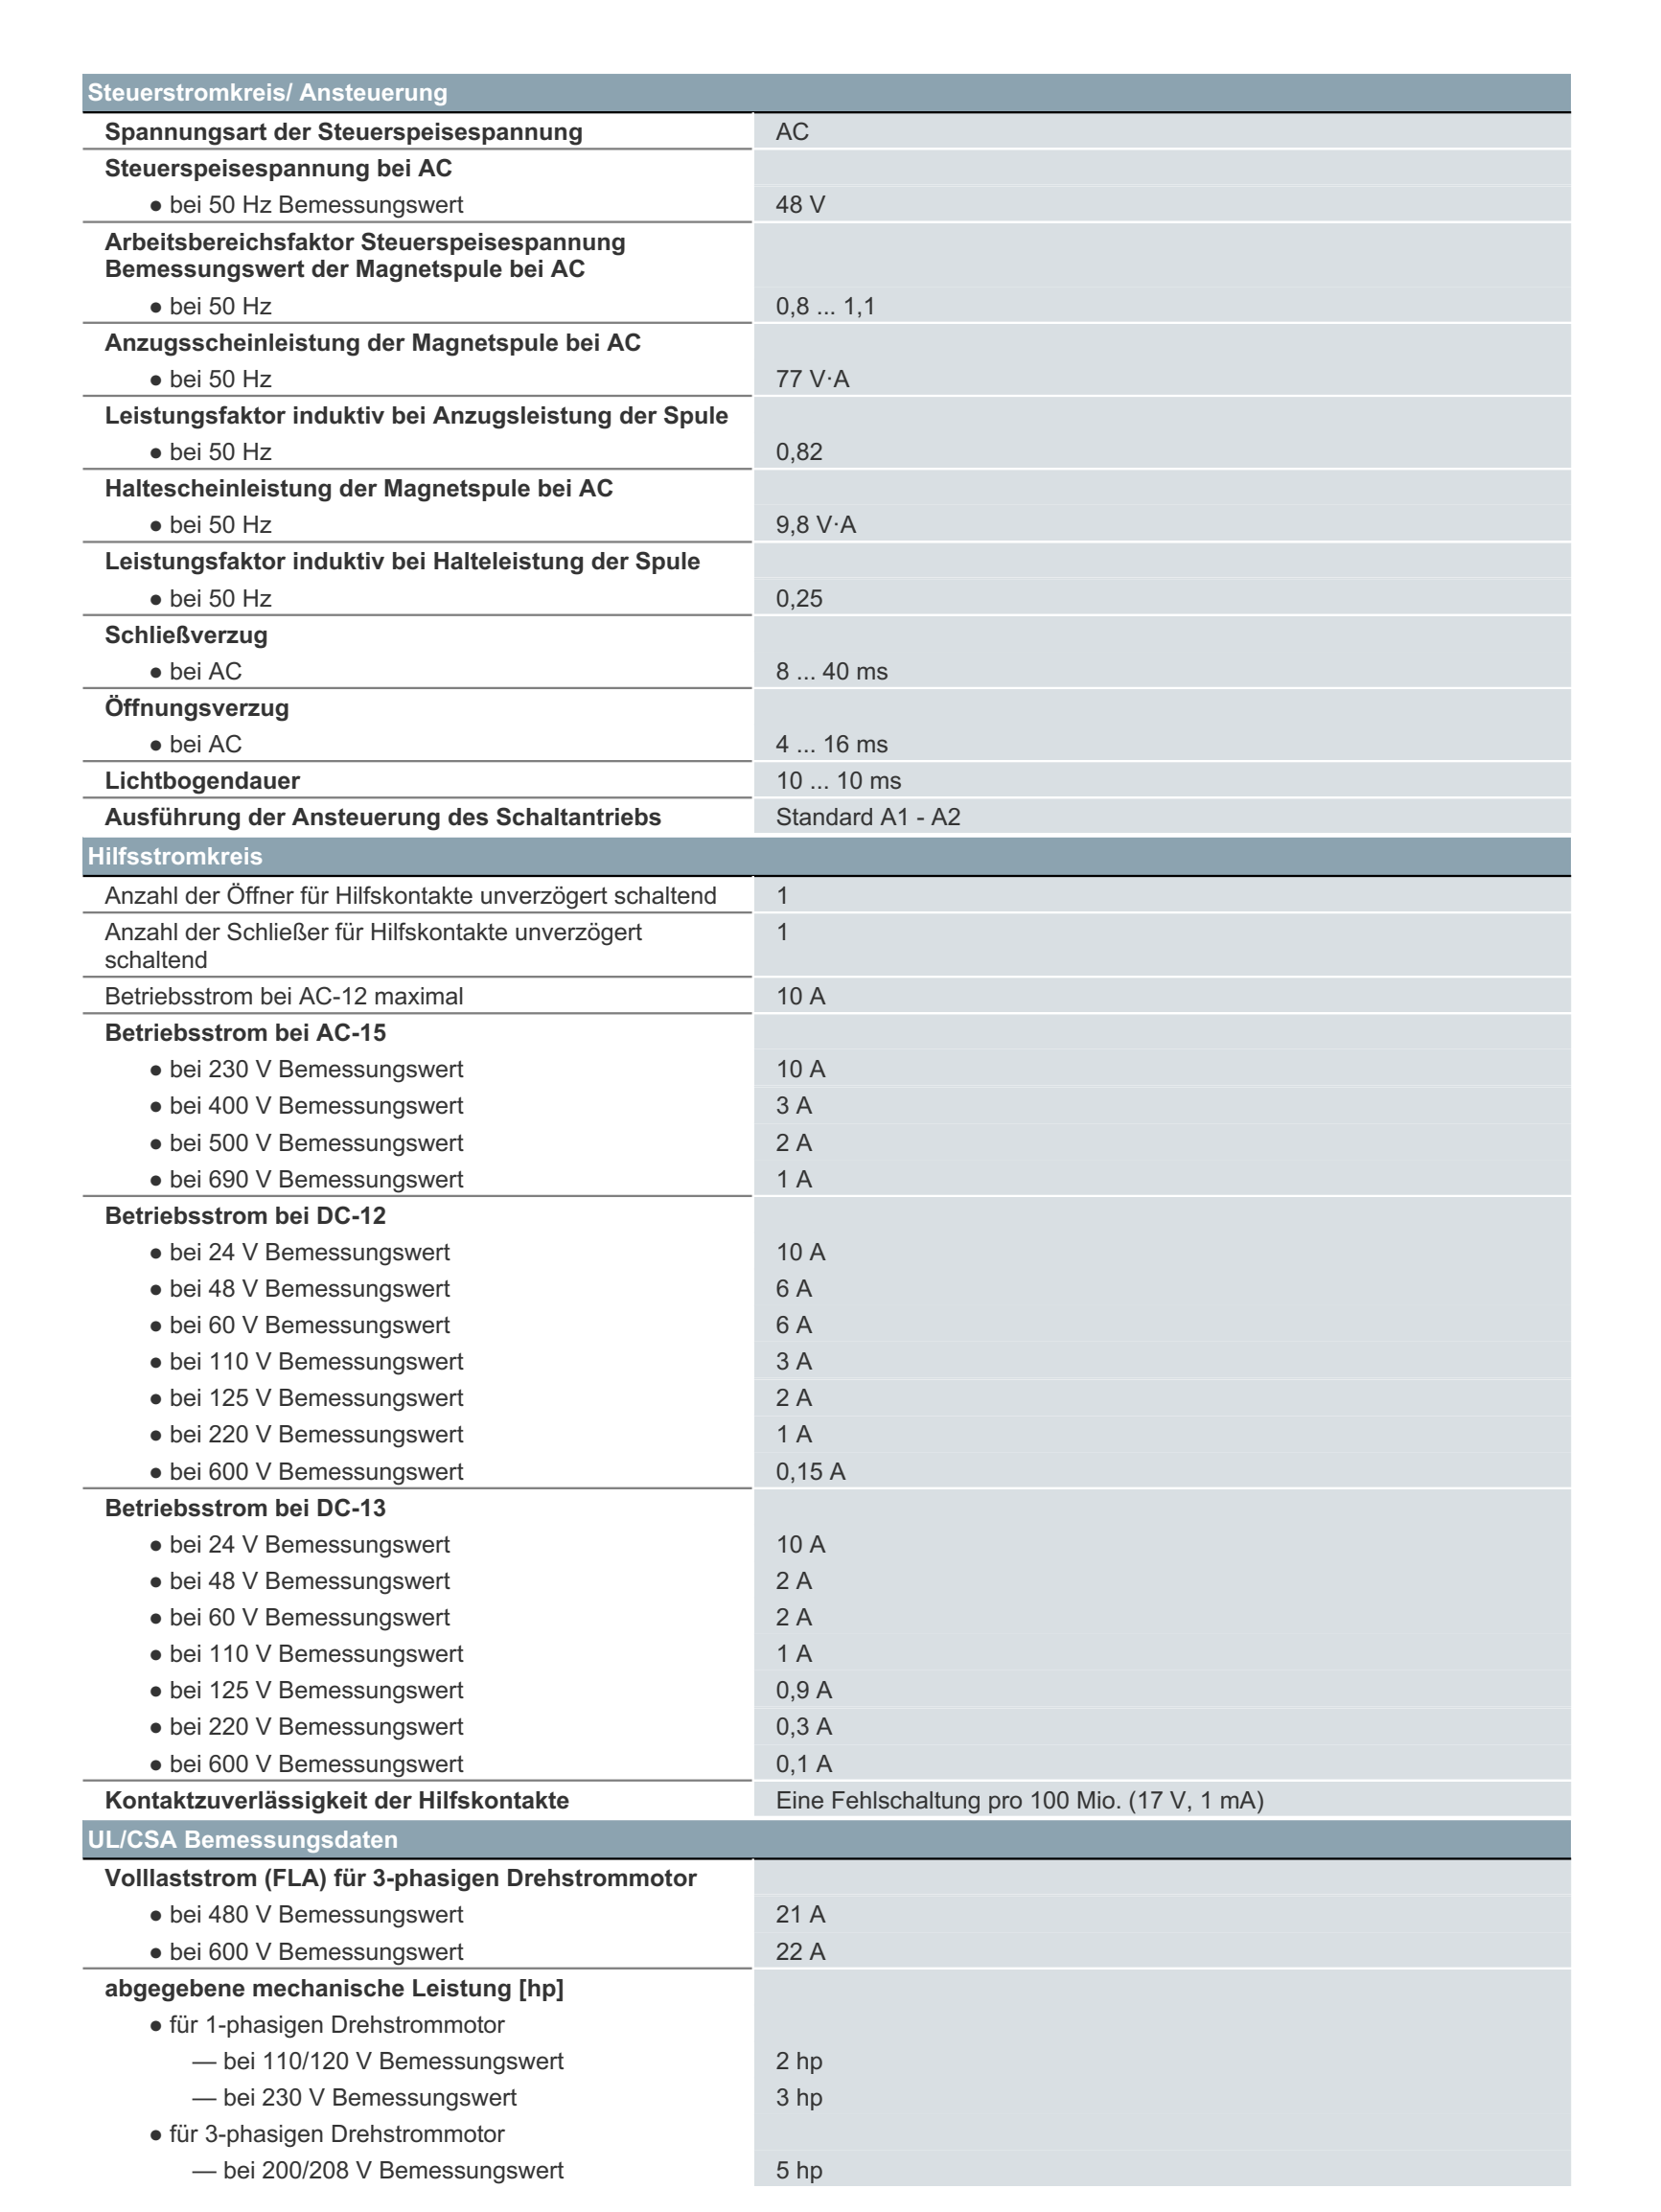 Steuerstromkreis/ Ansteuerung
Spannungsart der Steuerspeisespannung AC
Steuerspeisespannung bei AC
● bei 50 Hz Bemessungswert 48 V
Arbeitsbereichsfaktor Steuerspeisespannung
Bemessungswert der Magnetspule bei AC
● bei 50 Hz 0,8 ... 1,1
Anzugsscheinleistung der Magnetspule bei AC
● bei 50 Hz 77 V·A
Leistungsfaktor induktiv bei Anzugsleistung der Spule
● bei 50 Hz 0,82
Haltescheinleistung der Magnetspule bei AC
● bei 50 Hz 9,8 V·A
Leistungsfaktor induktiv bei Halteleistung der Spule
● bei 50 Hz 0,25
Schließverzug
● bei AC 8 ... 40 ms
Öffnungsverzug
● bei AC 4 ... 16 ms
Lichtbogendauer 10 ... 10 ms
Ausführung der Ansteuerung des Schaltantriebs Standard A1 - A2
Hilfsstromkreis
Anzahl der Öffner für Hilfskontakte unverzögert schaltend 1
Anzahl der Schließer für Hilfskontakte unverzögert 1
schaltend
Betriebsstrom bei AC-12 maximal 10 A
Betriebsstrom bei AC-15
● bei 230 V Bemessungswert 10 A
● bei 400 V Bemessungswert 3 A
● bei 500 V Bemessungswert 2 A
● bei 690 V Bemessungswert 1 A
Betriebsstrom bei DC-12
● bei 24 V Bemessungswert 10 A
● bei 48 V Bemessungswert 6 A
● bei 60 V Bemessungswert 6 A
● bei 110 V Bemessungswert 3 A
● bei 125 V Bemessungswert 2 A
● bei 220 V Bemessungswert 1 A
● bei 600 V Bemessungswert 0,15 A
Betriebsstrom bei DC-13
● bei 24 V Bemessungswert 10 A
● bei 48 V Bemessungswert 2 A
● bei 60 V Bemessungswert 2 A
● bei 110 V Bemessungswert 1 A
● bei 125 V Bemessungswert 0,9 A
● bei 220 V Bemessungswert 0,3 A
● bei 600 V Bemessungswert 0,1 A
Kontaktzuverlässigkeit der Hilfskontakte Eine Fehlschaltung pro 100 Mio. (17 V, 1 mA)
UL/CSA Bemessungsdaten
Volllaststrom (FLA) für 3-phasigen Drehstrommotor
● bei 480 V Bemessungswert 21 A
● bei 600 V Bemessungswert 22 A
abgegebene mechanische Leistung [hp]
● für 1-phasigen Drehstrommotor
— bei 110/120 V Bemessungswert 2 hp
— bei 230 V Bemessungswert 3 hp
● für 3-phasigen Drehstrommotor
— bei 200/208 V Bemessungswert 5 hp